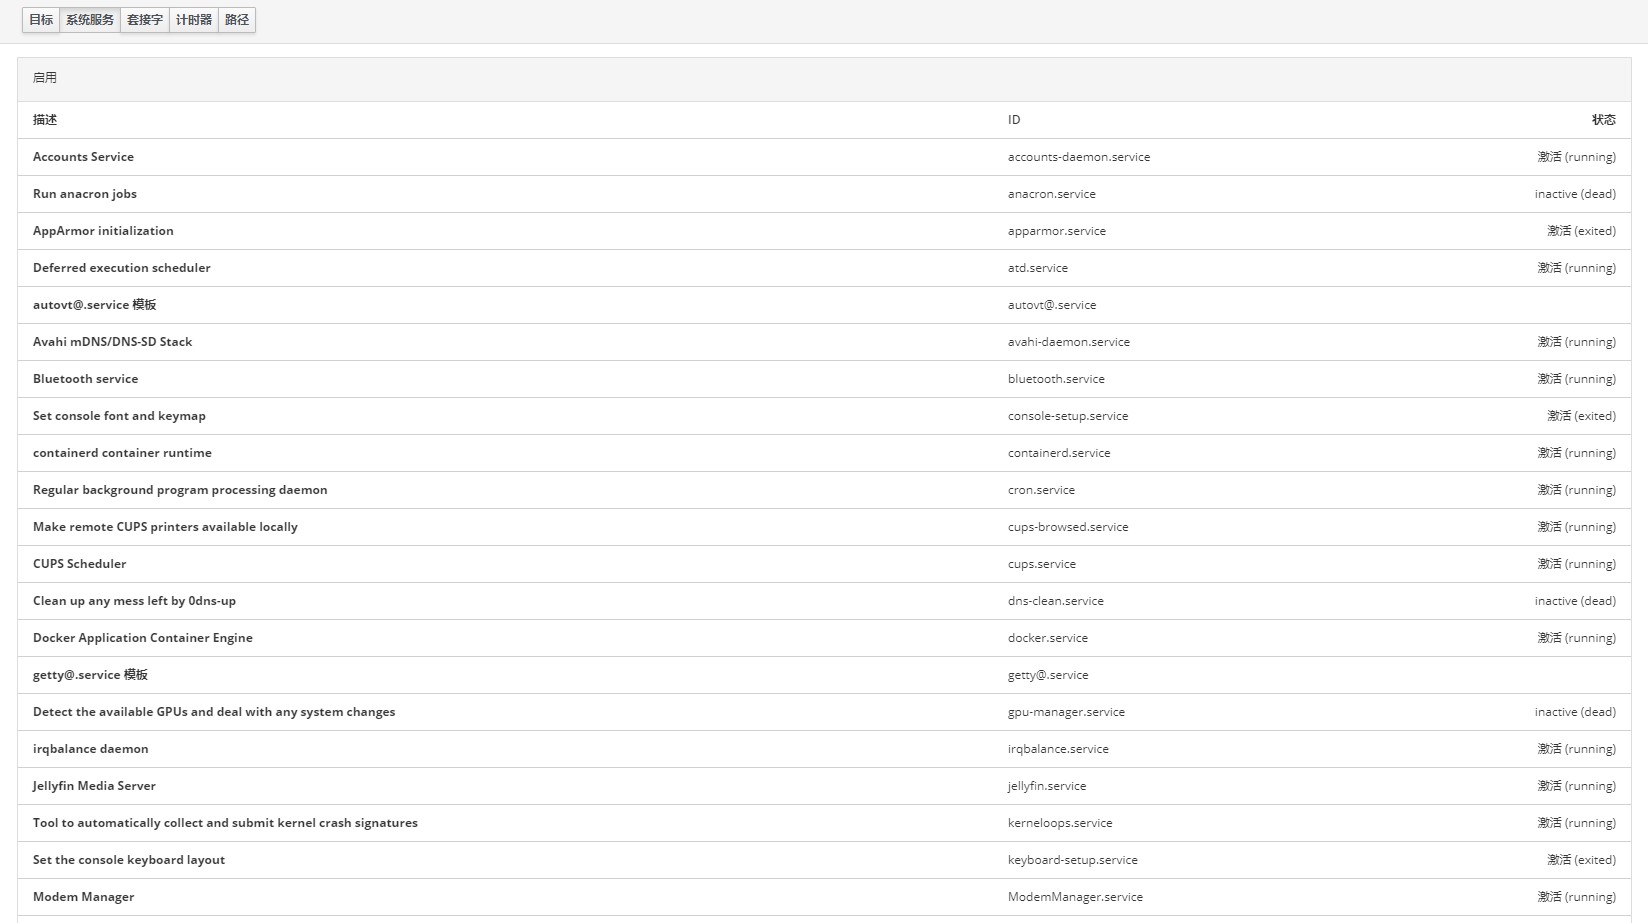 目标 系统服务 套接字 计时器 路径
启用
描述 ID 状态
Accounts Service accounts-daemon.service 激活 (running)
Run anacron jobs anacron.service inactive (dead)
AppArmor initialization apparmor.service 激活 (exited)
Deferred execution scheduler atd.service 激活 (running)
autovt@.service 模板 autovt@.service
Avahi mDNS/DNS-SD Stack avahi-daemon.service 激活 (running)
Bluetooth service bluetooth.service 激活 (running)
Set console font and keymap console-setup.service 激活 (exited)
containerd container runtime containerd.service 激活 (running)
Regular background program processing daemon cron.service 激活 (running)
Make remote CUPS printers available locally cups-browsed.service 激活 (running)
CUPS Scheduler cups.service 激活 (running)
Clean up any mess left by 0dns-up dns-clean.service inactive (dead)
Docker Application Container Engine docker.service 激活 (running)
getty@.service 模板 getty@.service
Detect the available GPUs and deal with any system changes gpu-manager.service inactive (dead)
irqbalance daemon irqbalance.service 激活 (running)
Jellyfin Media Server jellyfin.service 激活 (running)
Tool to automatically collect and submit kernel crash signatures kerneloops.service 激活 (running)
Set the console keyboard layout keyboard-setup.service 激活 (exited)
Modem Manager ModemManager.service 激活 (running)